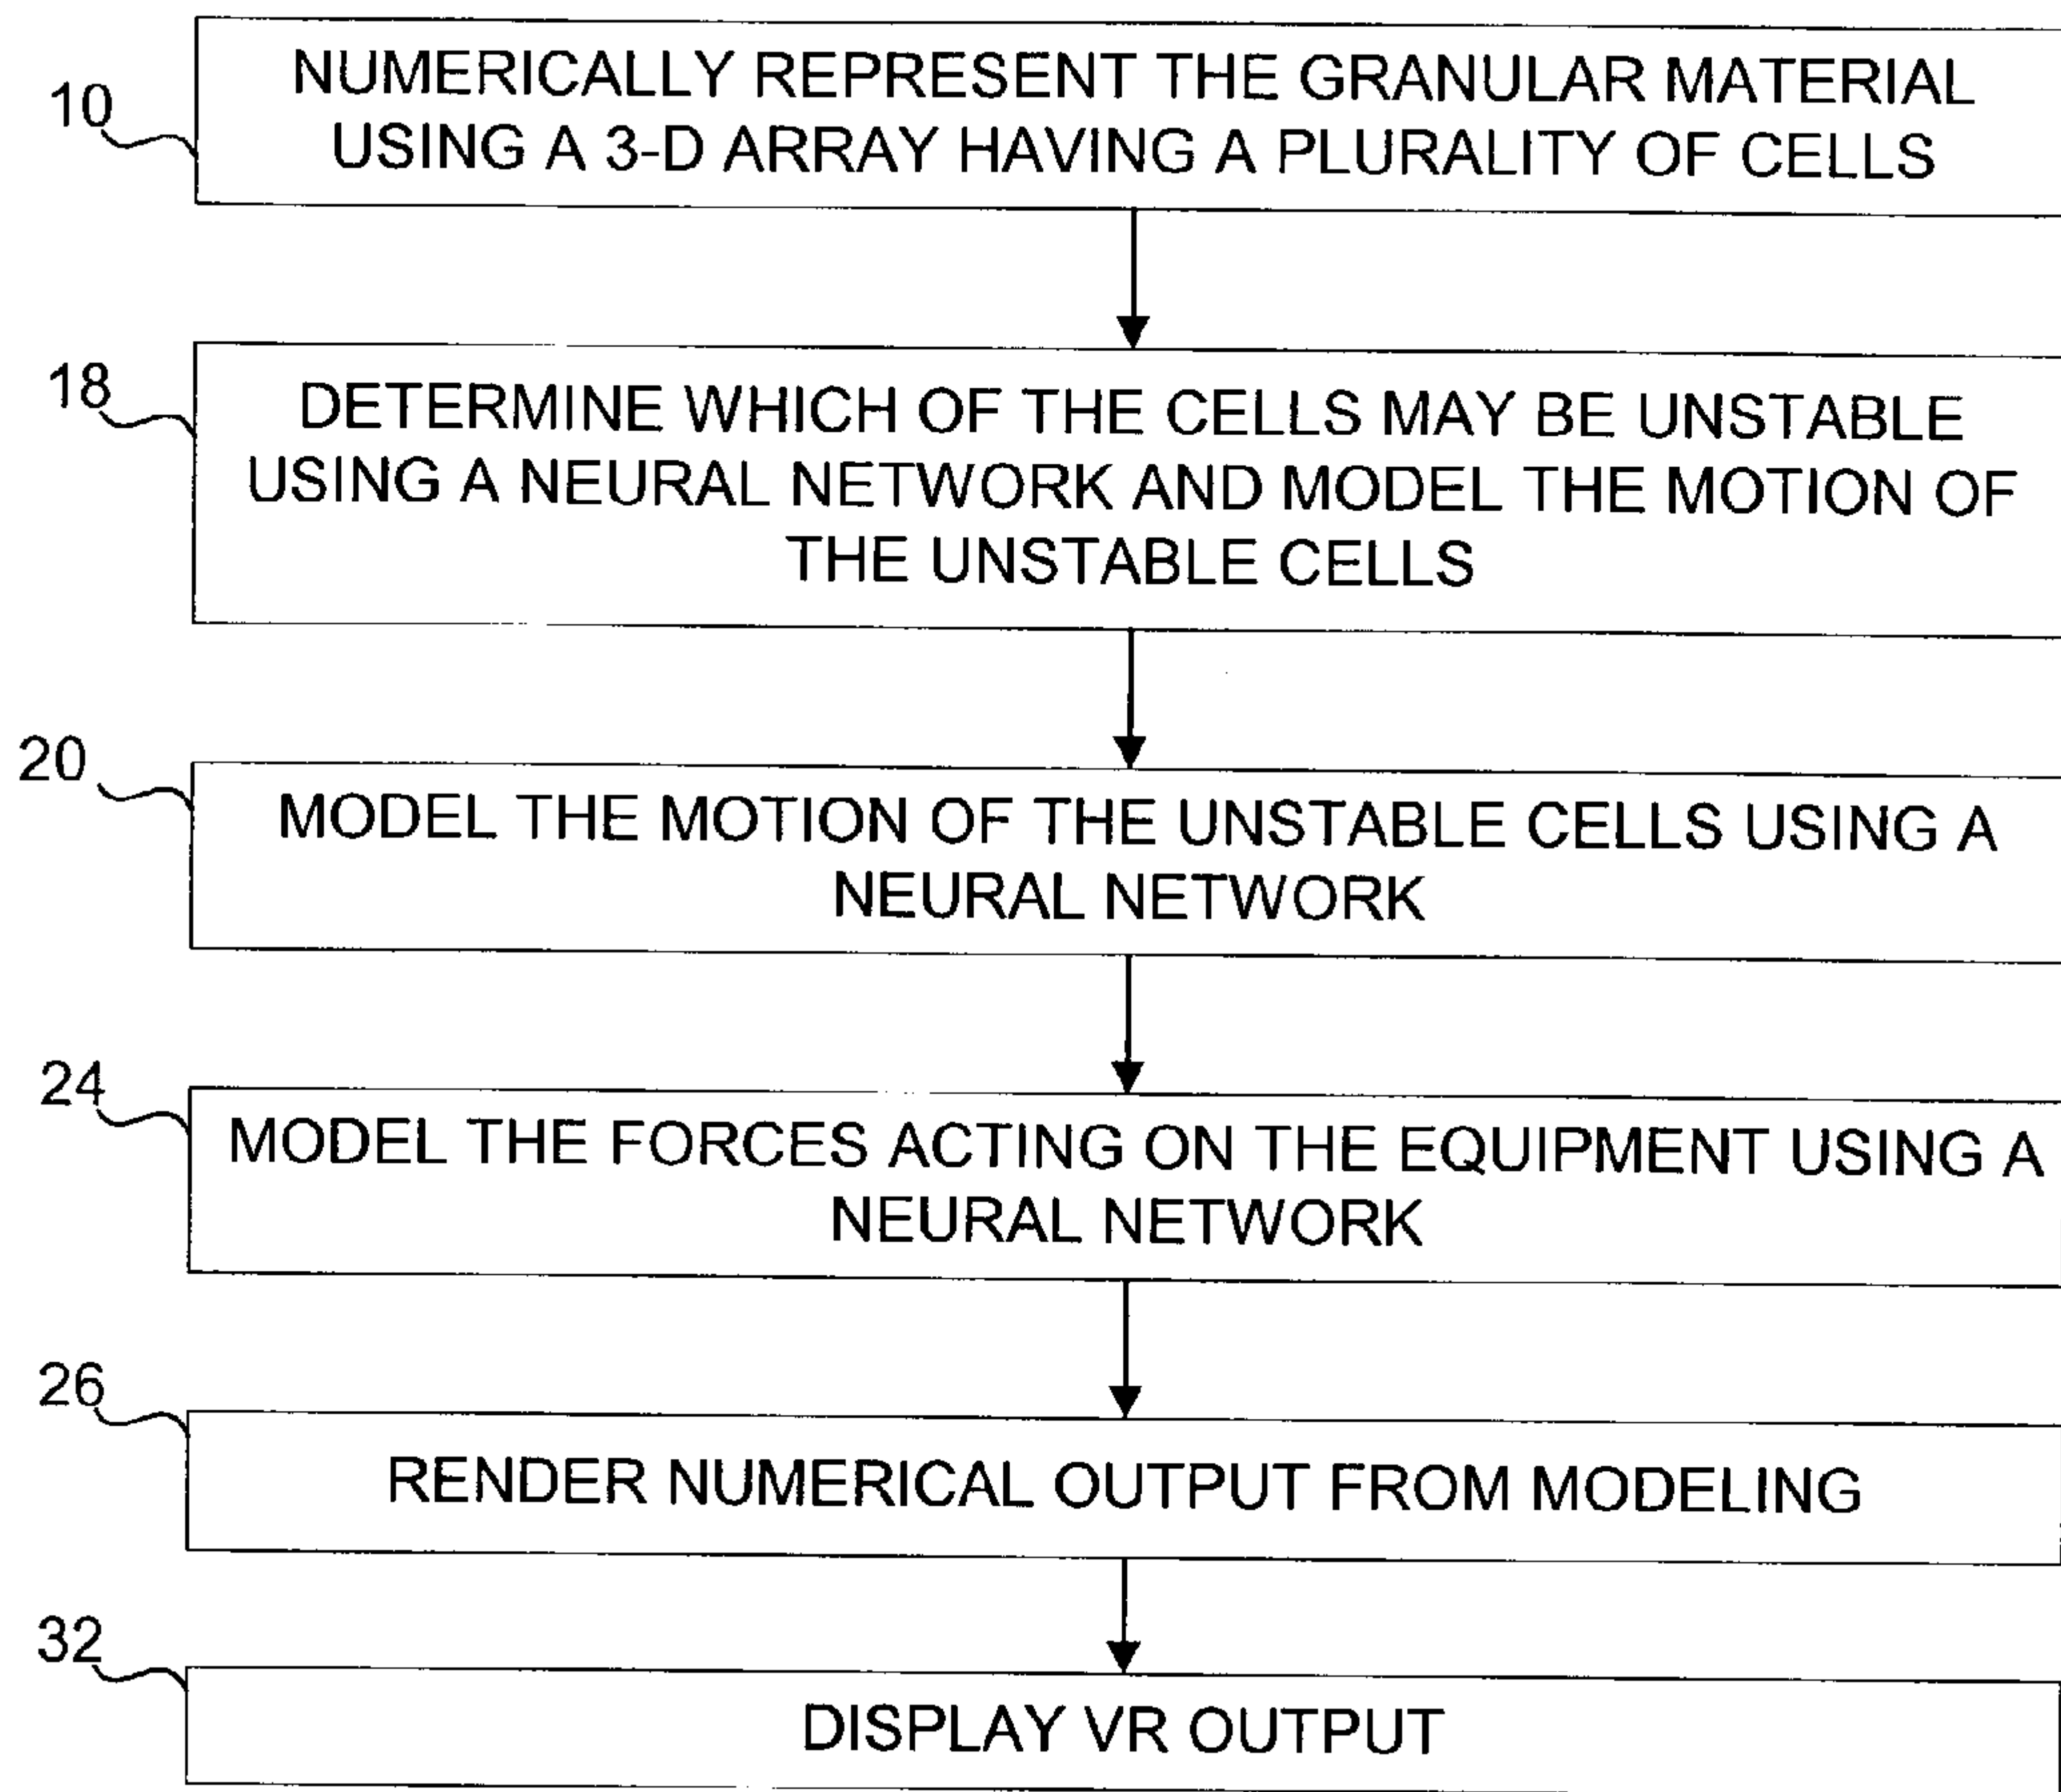 10
NUMERICALLY REPRESENT THE GRANULAR MATERIAL
USING A 3-D ARRAY HAVING A PLURALITY OF CELLS
18
DETERMINE WHICH OF THE CELLS MAY BE UNSTABLE
USING A NEURAL NETWORK AND MODEL THE MOTION OF
THE UNSTABLE CELLS
20
MODEL THE MOTION OF THE UNSTABLE CELLS USING A
NEURAL NETWORK
24
MODEL THE FORCES ACTING ON THE EQUIPMENT USING A
NEURAL NETWORK
26
RENDER NUMERICAL OUTPUT FROM MODELING
32
DISPLAY VR OUTPUT